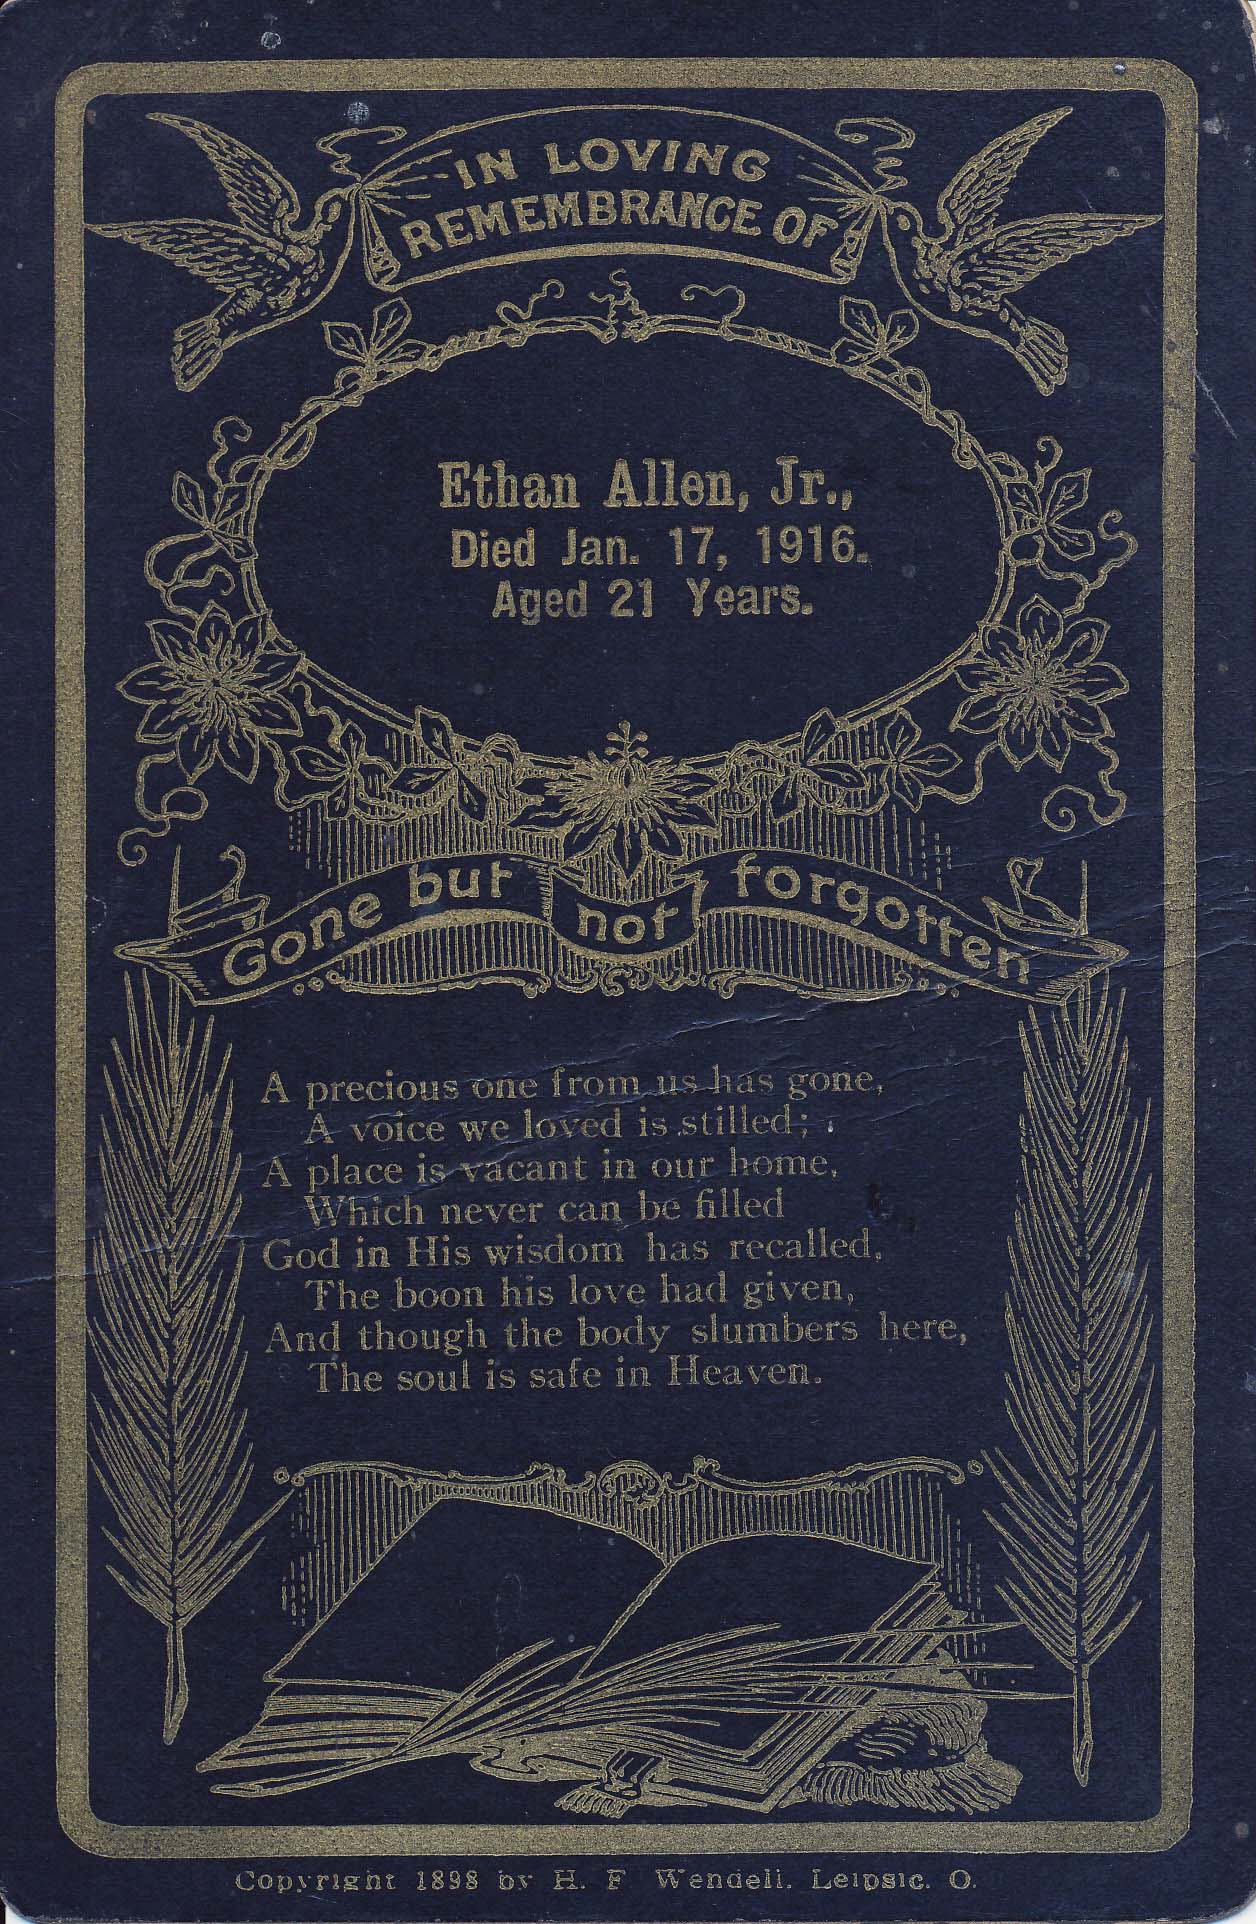 IN LOVING
REMEMBRANCE OF
Ethan Allen, Jr.,
Died Jan. 17, 1916.
Aged 21 Years.
Gone but not forgotten
A precious one from us has gone,
A voice we loved is stilled;
A place is vacant in our home,
Which never can be filled
God in His wisdom has recalled,
The boon his love had given,
And though the body slumbers here,
The soul is safe in Heaven.
Copyright 1898 by H. F Wendell. Leipsic. O.